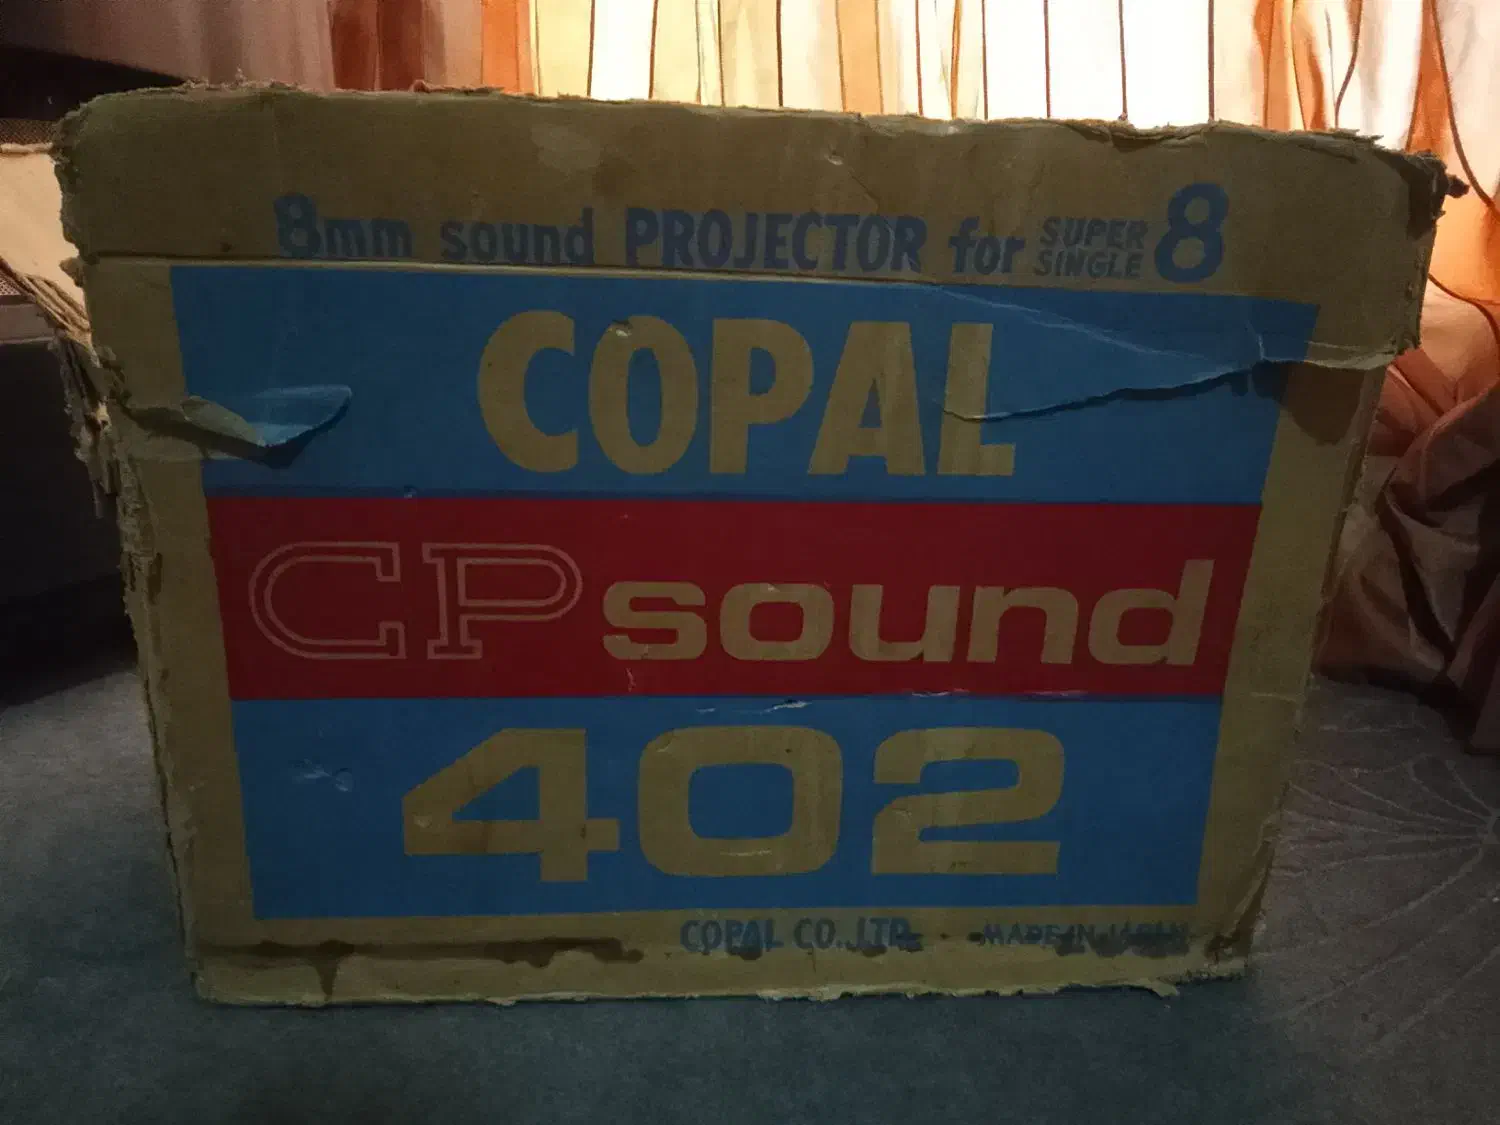 8mm sound PROJECTOR for SUPER SINGLE 8
COPAL
CP sound
402
COPAL CO.,LTD. MADE IN JAPAN